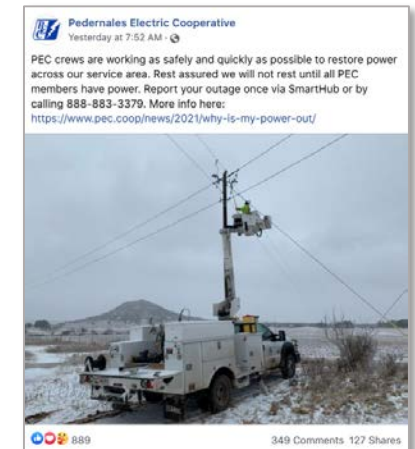 Pedernales Electric Cooperative
Yesterday at 7:52 AM ·
PEC crews are working as safely and quickly as possible to restore power
across our service area. Rest assured we will not rest until all PEC
members have power. Report your outage once via SmartHub or by
calling 888-883-3379. More info here:
https://www.pec.coop/news/2021/why-is-my-power-out/
889
349 Comments 127 Shares